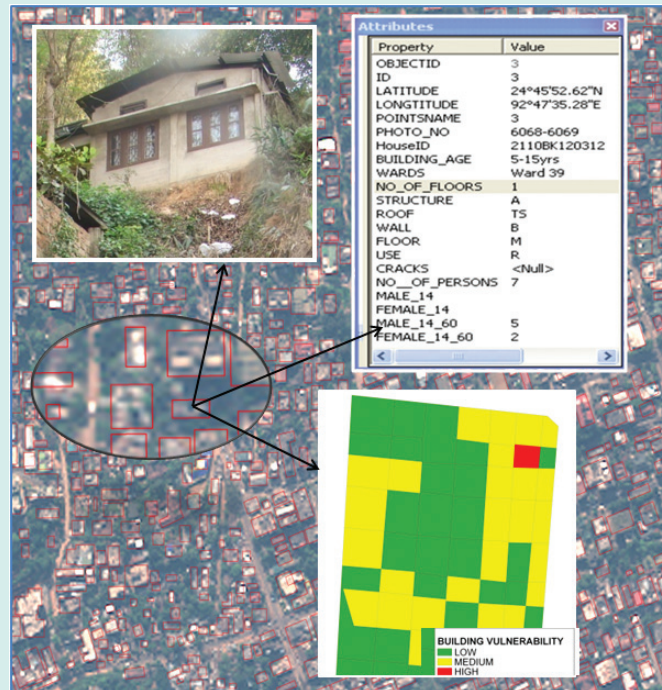 Attributes
Property Value
OBJECTID 3
ID 3
LATITUDE 24°45'52.62"N
LONGTITUDE 92°47'35.28"E
POINTSNAME 3
PHOTO_NO 6068-6069
HouseID 2110BK120312
BUILDING_AGE 5-15yrs
WARDS Ward 39
NO_OF_FLOORS 1
STRUCTURE A
ROOF TS
WALL B
FLOOR M
USE R
CRACKS <Null>
NO__OF_PERSONS 7
MALE_14
FEMALE_14
MALE_14_60 5
FEMALE_14_60 2
BUILDING VULNERABILITY
LOW
MEDIUM
HIGH